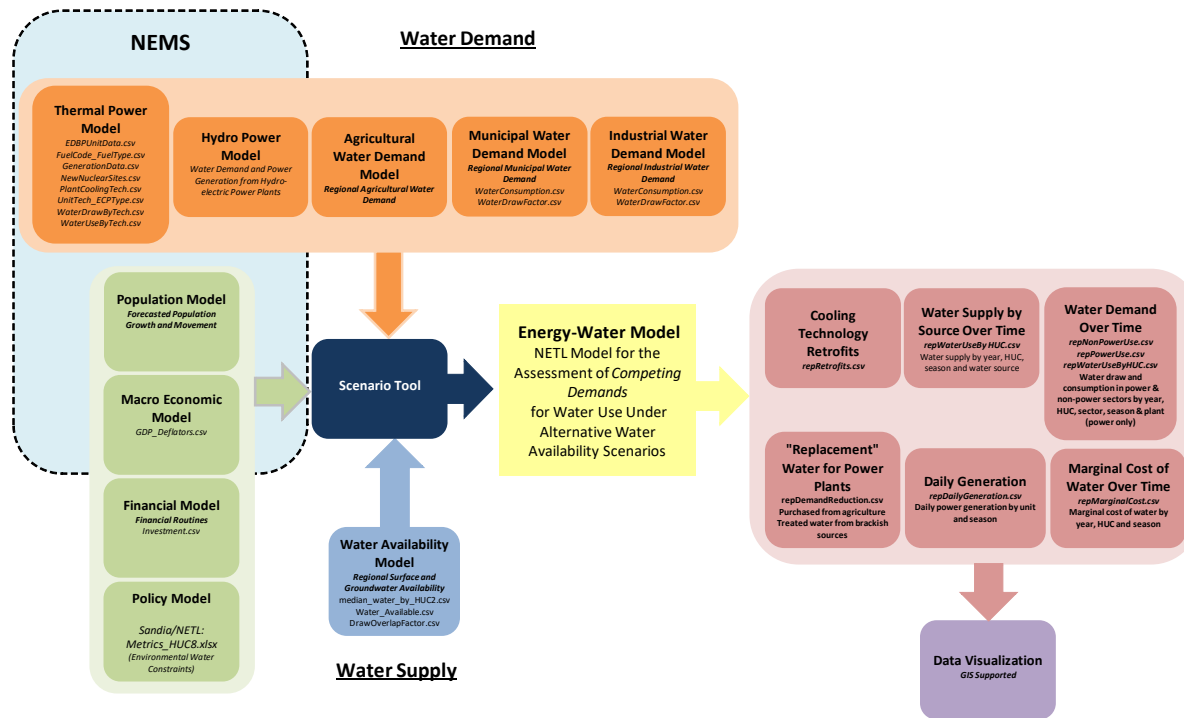 NEMS
Water Demand
Thermal Power
Model
EDBPUnitData.csv
FuelCode_FuelType.csv
GenerationData.csv
NewNuclearSites.csv
PlantCoolingTech.csv
UnitTech_ECPType.csv
WaterDrawByTech.csv
WaterUseByTech.csv
Hydro Power
Model
Water Demand and Power
Generation from Hydro-
electric Power Plants
Agricultural
Water Demand
Model
Regional Agricultural Water
Demand
Municipal Water
Demand Model
Regional Municipal Water
Demand
WaterConsumption.csv
WaterDrawFactor.csv
Industrial Water
Demand Model
Regional Industrial Water
Demand
WaterConsumption.csv
WaterDrawFactor.csv
Population Model
Forecasted Population
Growth and Movement
Macro Economic
Model
GDP_Deflators.csv
Financial Model
Financial Routines
Investment.csv
Policy Model
Sandia/NETL:
Metrics_HUC8.xlsx
(Environmental Water
Constraints)
Scenario Tool
Water Availability
Model
Regional Surface and
Groundwater Availability
median_water_by_HUC2.csv
Water_Available.csv
DrawOverlapFactor.csv
Water Supply
Energy-Water Model
NETL Model for the
Assessment of Competing
Demands
for Water Use Under
Alternative Water
Availability Scenarios
Cooling
Technology
Retrofits
repRetrofits.csv
Water Supply by
Source Over Time
repWaterUseBy HUC.csv
Water supply by year, HUC,
season and water source
Water Demand
Over Time
repNonPowerUse.csv
repPowerUse.csv
repWaterUseByHUC.csv
Water draw and
consumption in power &
non-power sectors by year,
HUC, sector, season & plant
(power only)
"Replacement"
Water for Power
Plants
repDemandReduction.csv
Purchased from agriculture
Treated water from brackish
sources
Daily Generation
repDailyGeneration.csv
Daily power generation by unit
and season
Marginal Cost of
Water Over Time
repMarginalCost.csv
Marginal cost of water by
year, HUC and season
Data Visualization
GIS Supported